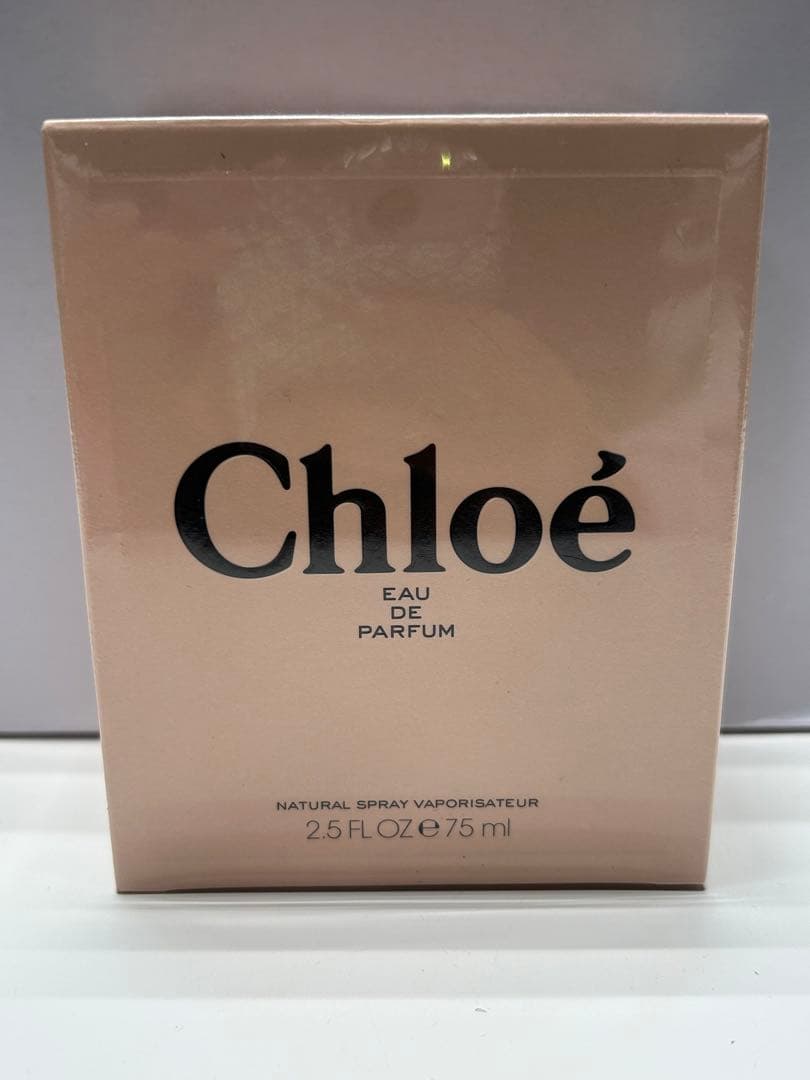 Chloé
EAU
DE
PARFUM
NATURAL SPRAY VAPORISATEUR
2.5 FL OZ ℮ 75 ml